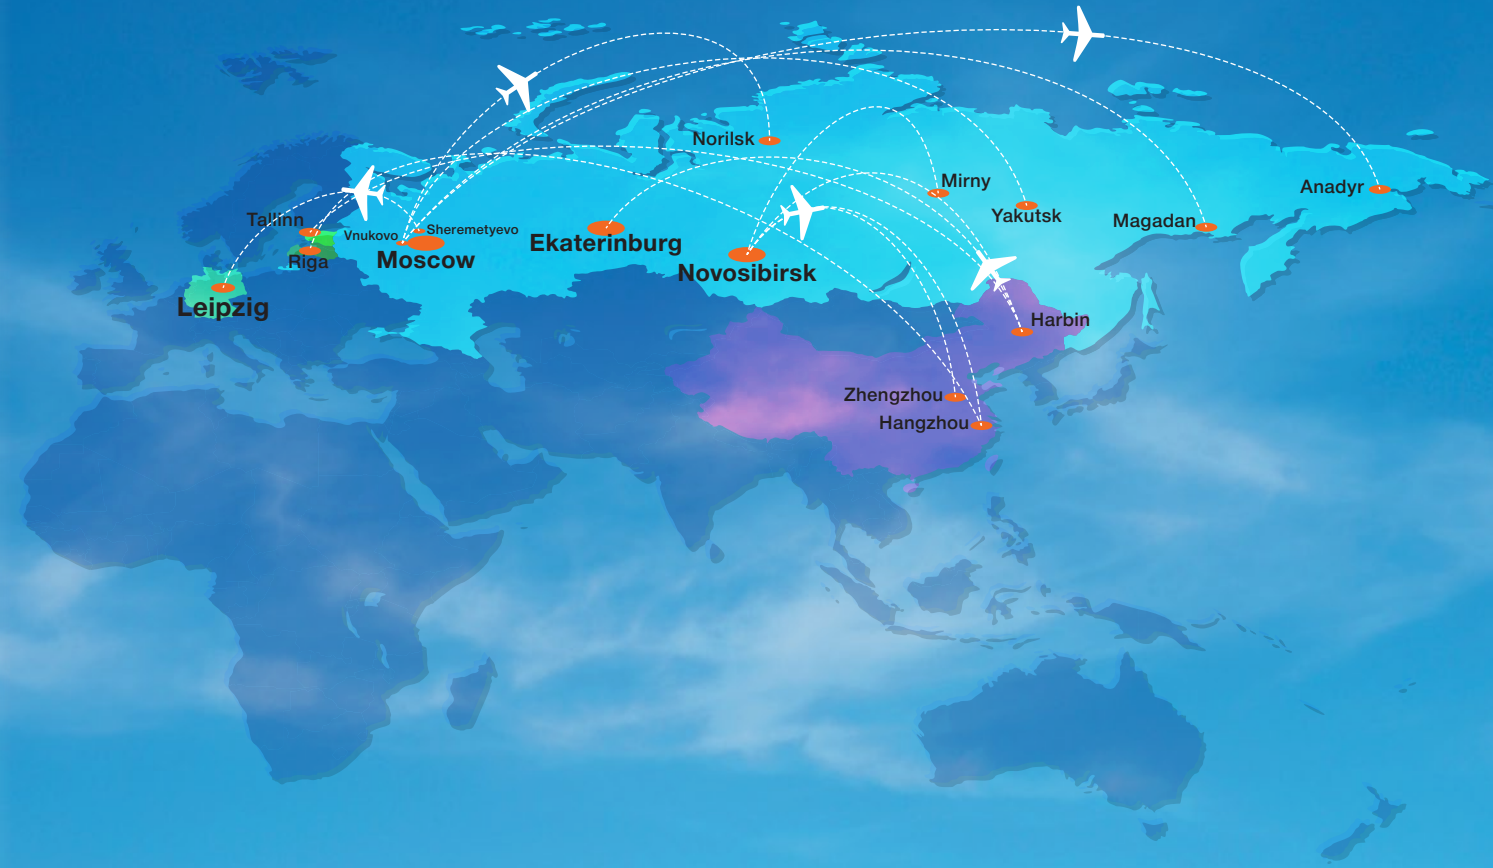 Norilsk
Mirny
Anadyr
Yakutsk
Magadan
Tallinn
Vnukovo
Sheremetyevo
Moscow
Ekaterinburg
Riga
Novosibirsk
Leipzig
Harbin
Zhengzhou
Hangzhou